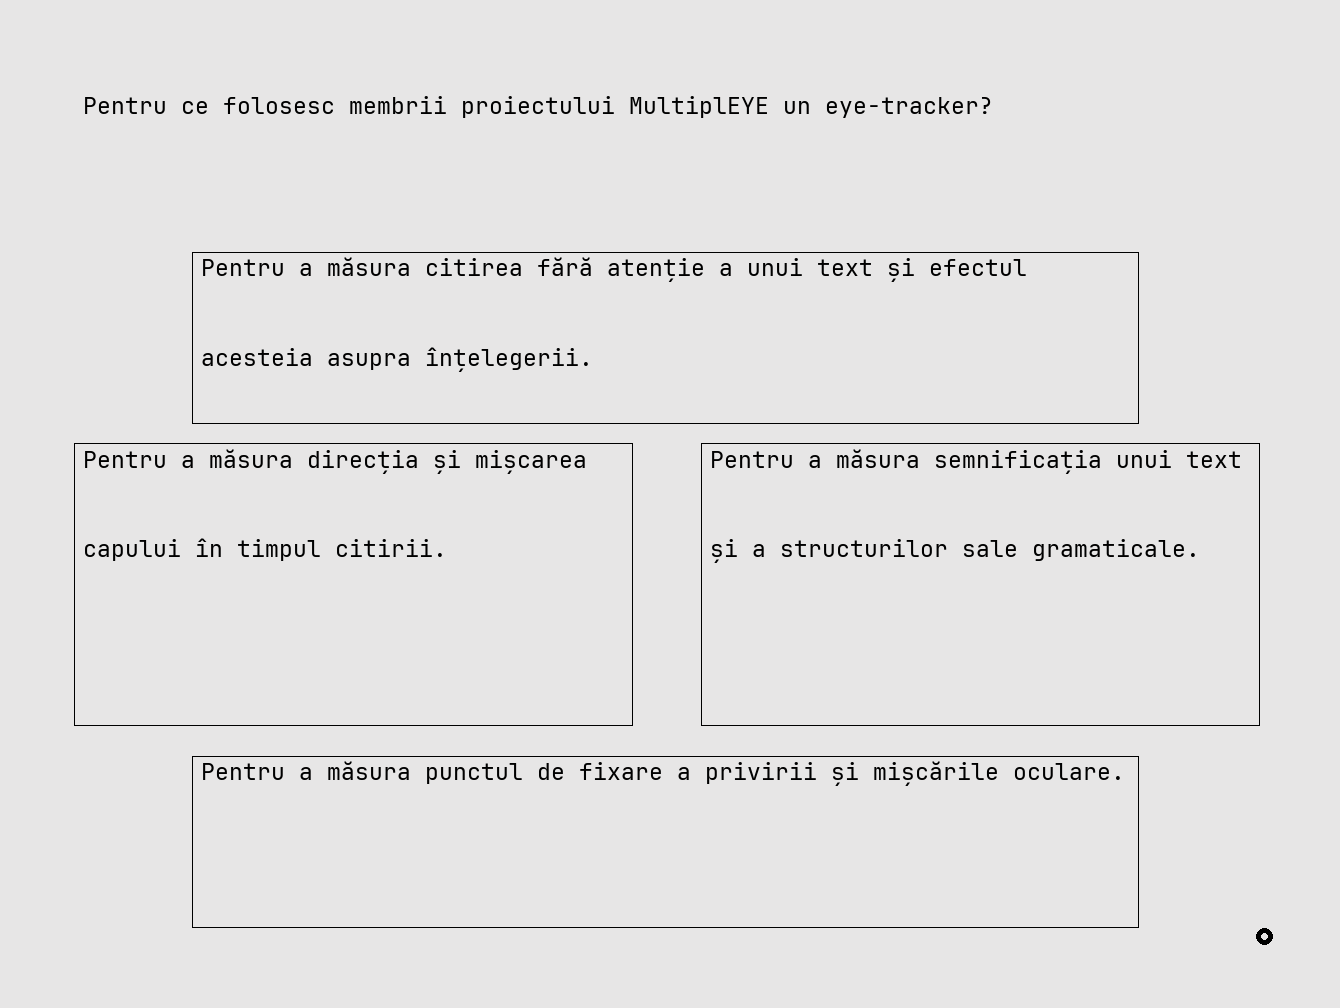 Pentru ce folosesc membrii proiectului MultiplEYE un eye-tracker?
Pentru a măsura citirea fără atenție a unui text și efectul
acesteia asupra înțelegerii.
Pentru a măsura direcția și mișcarea
capului în timpul citirii.
Pentru a măsura semnificația unui text
și a structurilor sale gramaticale.
Pentru a măsura punctul de fixare a privirii și mișcările oculare.